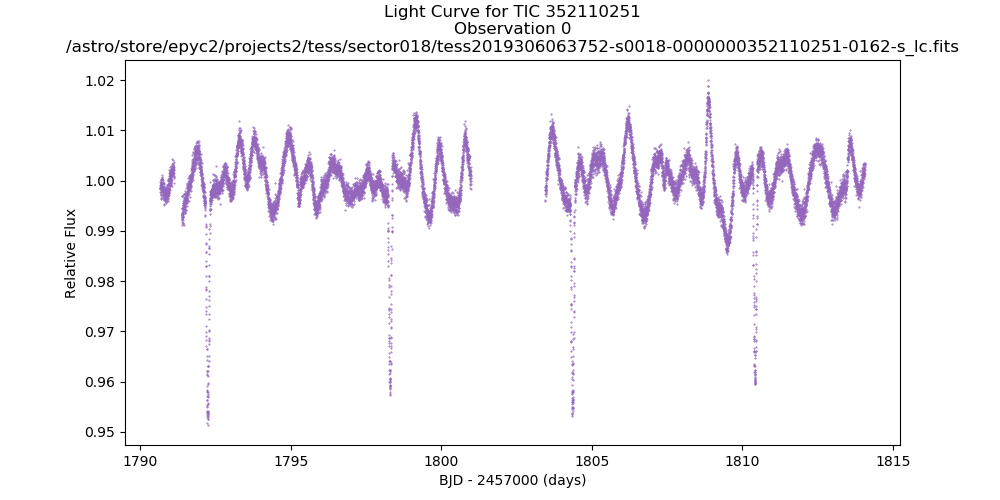 Light Curve for TIC 352110251
Observation 0
/astro/store/epyc2/projects2/tess/sector018/tess2019306063752-s0018-0000000352110251-0162-s_lc.fits
1.02
1.01
1.00
0.99
0.98
0.97
0.96
0.95
Relative Flux
1790
1795
1800
1805
1810
1815
BJD - 2457000 (days)